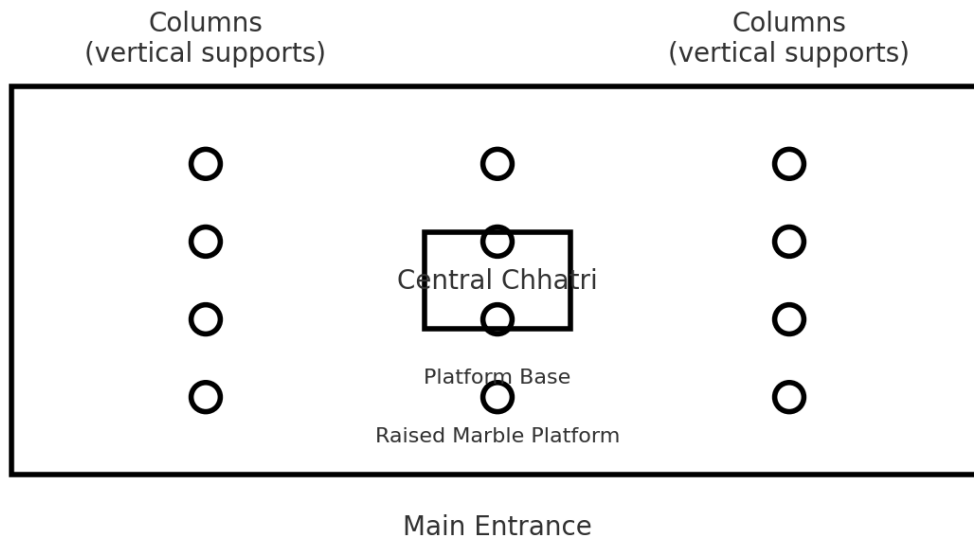 Columns
(vertical supports)
Columns
(vertical supports)
Central Chhatri
Platform Base
Raised Marble Platform
Main Entrance